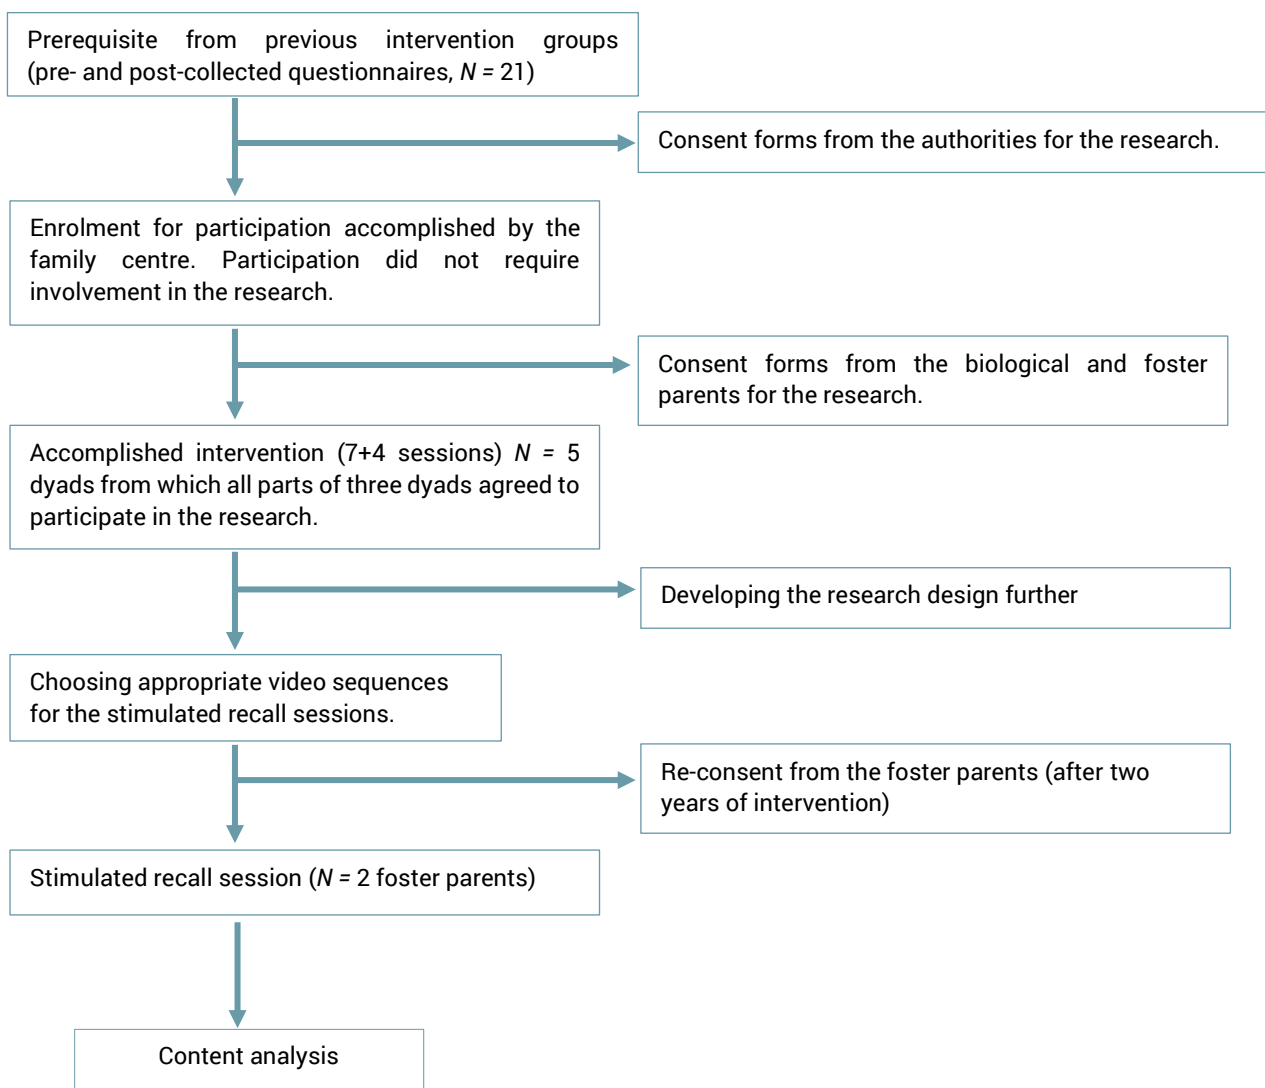 Prerequisite from previous intervention groups
(pre- and post-collected questionnaires, N = 21)
Consent forms from the authorities for the research.
Enrolment for participation accomplished by the
family centre. Participation did not require
involvement in the research.
Consent forms from the biological and foster
parents for the research.
Accomplished intervention (7+4 sessions) N = 5
dyads from which all parts of three dyads agreed to
participate in the research.
Developing the research design further
Choosing appropriate video sequences
for the stimulated recall sessions.
Re-consent from the foster parents (after two
years of intervention)
Stimulated recall session (N = 2 foster parents)
Content analysis